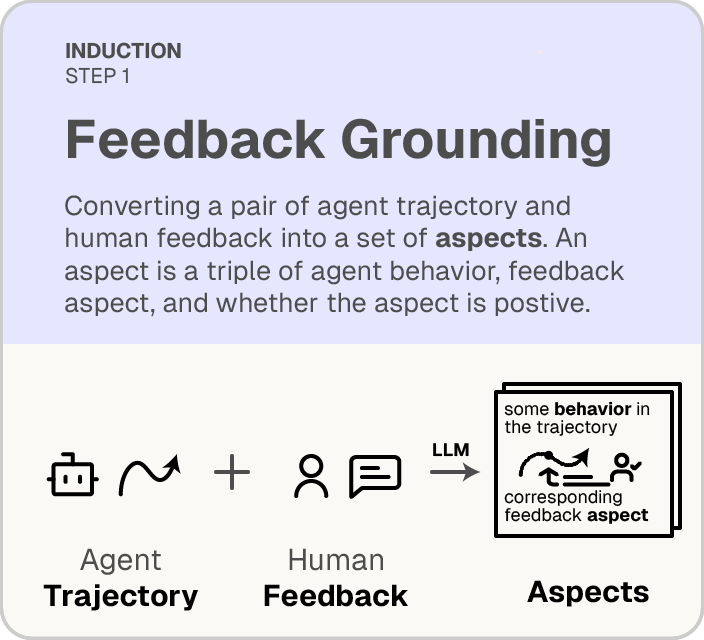 INDUCTION
STEP 1
Feedback Grounding
Converting a pair of agent trajectory and
human feedback into a set of aspects. An
aspect is a triple of agent behavior, feedback
aspect, and whether the aspect is postive.
LLM
some behavior in
the trajectory
corresponding
feedback aspect
Agent
Trajectory
Human
Feedback
Aspects